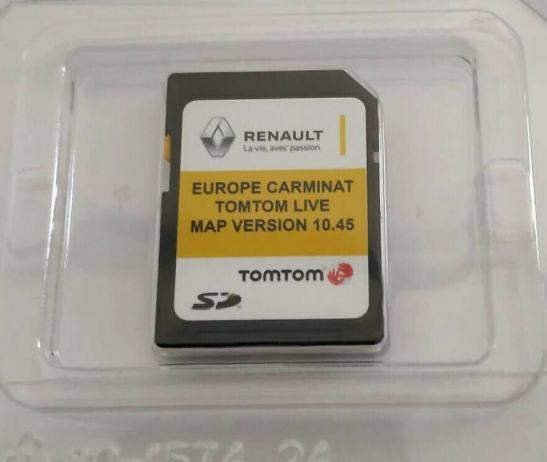 RENAULT
La vie, avec passion
EUROPE CARMINAT
TOMTOM LIVE
MAP VERSION 10.45
TOMTOM
SD